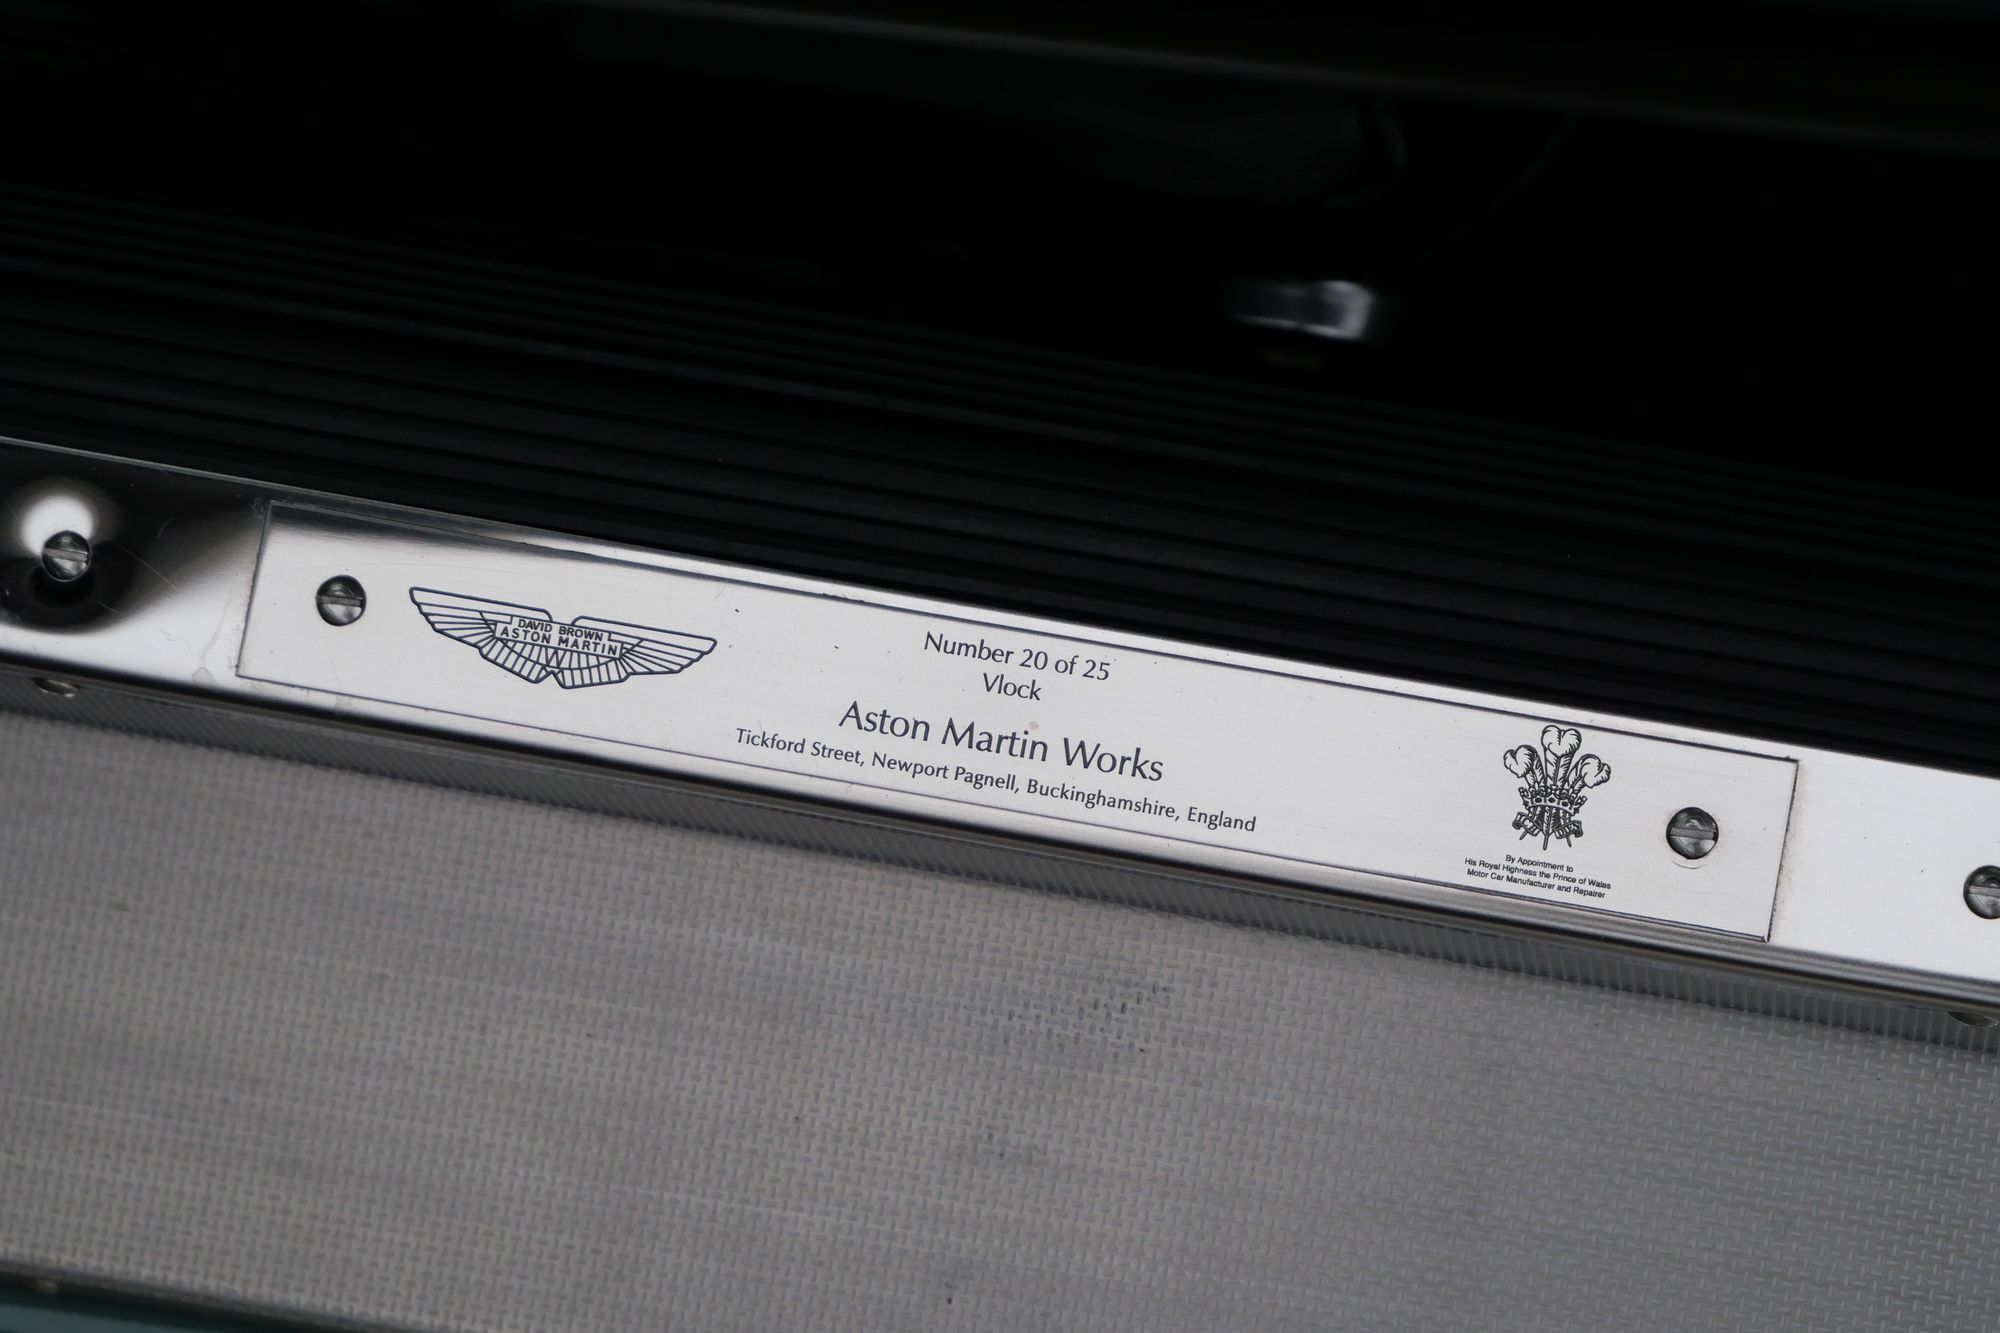 DAVID BROWN
ASTON MARTIN
Number 20 of 25
Vlock
Aston Martin Works
Tickford Street, Newport Pagnell, Buckinghamshire, England
By Appointment to
His Royal Highness the Prince of Wales
Motor Car Manufacturer and Repairer